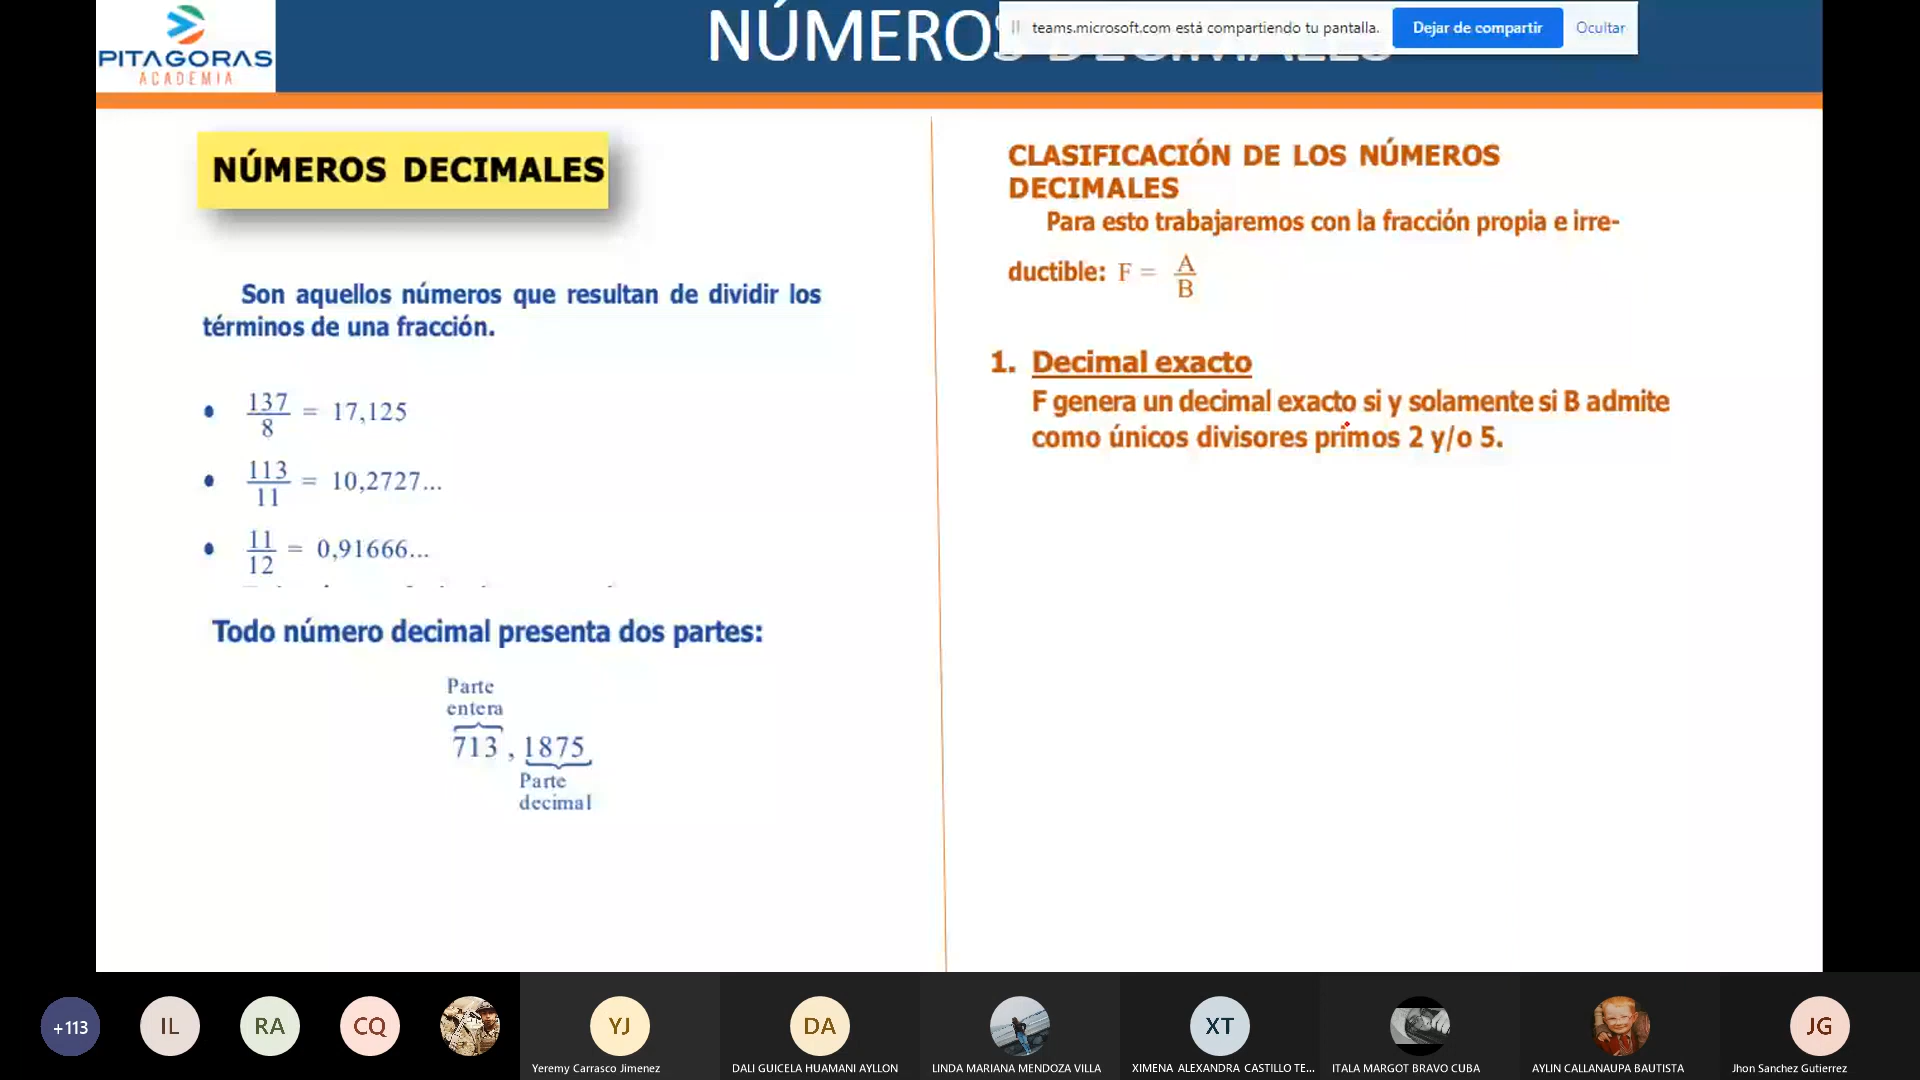 PITAGORAS
ACADEMIA
NÚMEROS DECIMALES
teams.microsoft.com está compartiendo tu pantalla.
Dejar de compartir
Ocultar
NÚMEROS DECIMALES
Son aquellos números que resultan de dividir los
términos de una fracción.
• 137/8 = 17,125
• 113/11 = 10,2727...
• 11/12 = 0,91666...
Todo número decimal presenta dos partes:
Parte
entera
713 , 1875
Parte
decimal
CLASIFICACIÓN DE LOS NÚMEROS
DECIMALES
Para esto trabajaremos con la fracción propia e irre-
ductible: F = A/B
1. Decimal exacto
F genera un decimal exacto si y solamente si B admite
como únicos divisores primos 2 y/o 5.
+113
IL
RA
CQ
YJ
Yeremy Carrasco Jimenez
DA
DALI GUICELA HUAMANI AYLLON
LINDA MARIANA MENDOZA VILLA
XT
XIMENA ALEXANDRA CASTILLO TE...
ITALA MARGOT BRAVO CUBA
AYLIN CALLANAUPA BAUTISTA
JG
Jhon Sanchez Gutierrez